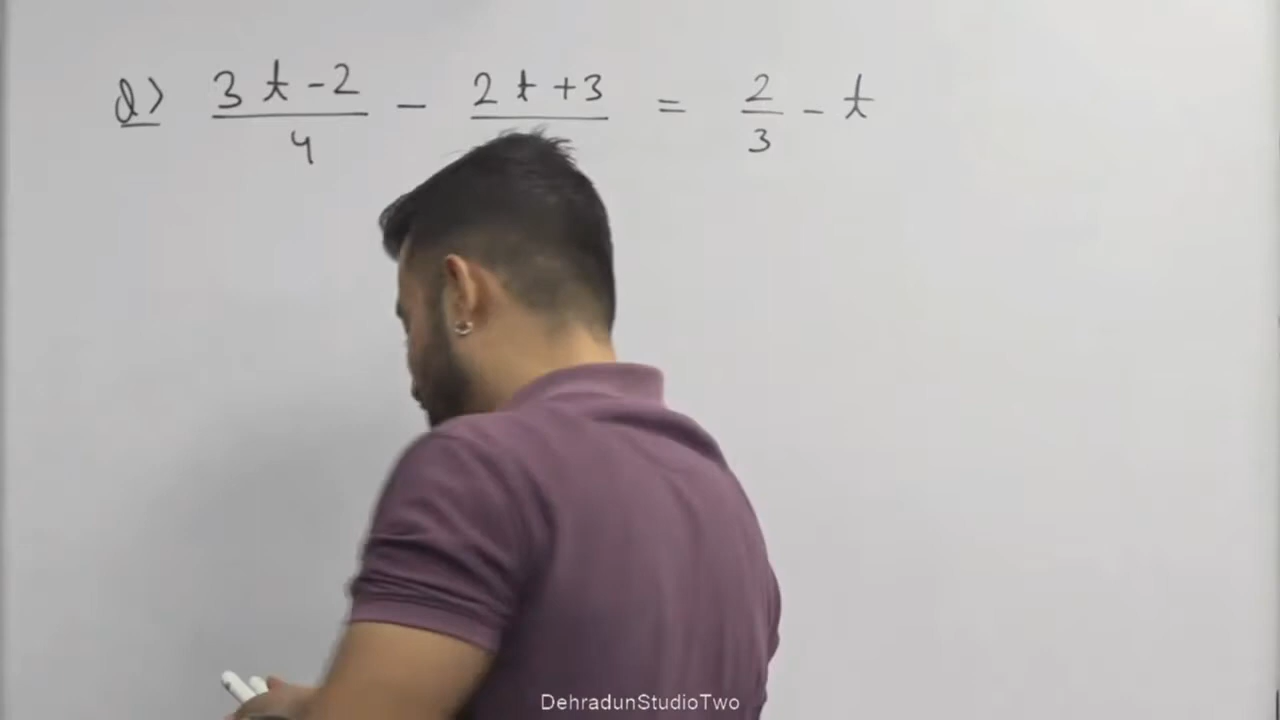 Q) (3t-2)/4 - (2t+3)/ = 2/3 - t
DehradunStudioTwo